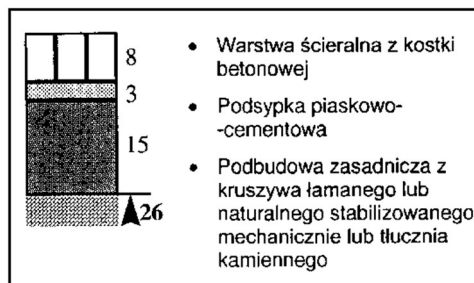 8
3
15
26
• Warstwa ścieralna z kostki
betonowej
• Podsypka piaskowo-
-cementowa
• Podbudowa zasadnicza z
kruszywa łamanego lub
naturalnego stabilizowanego
mechanicznie lub tłucznia
kamiennego